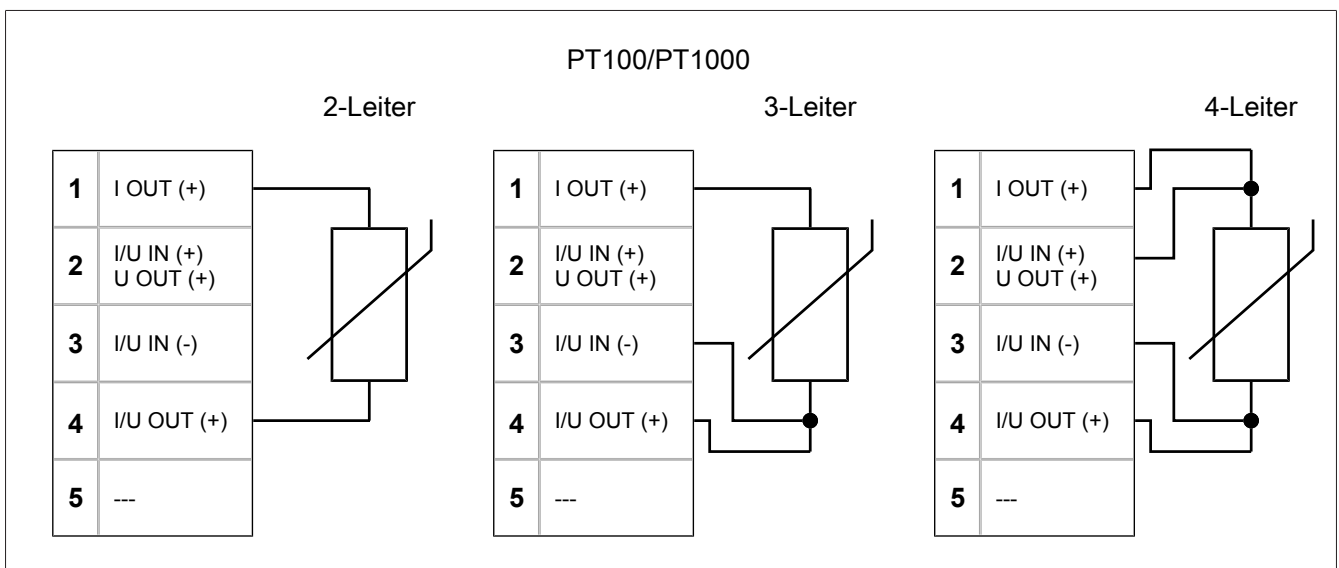 PT100/PT1000
2-Leiter
1 I OUT (+)
2 I/U IN (+)
U OUT (+)
3 I/U IN (-)
4 I/U OUT (+)
5 ---
3-Leiter
1 I OUT (+)
2 I/U IN (+)
U OUT (+)
3 I/U IN (-)
4 I/U OUT (+)
5 ---
4-Leiter
1 I OUT (+)
2 I/U IN (+)
U OUT (+)
3 I/U IN (-)
4 I/U OUT (+)
5 ---